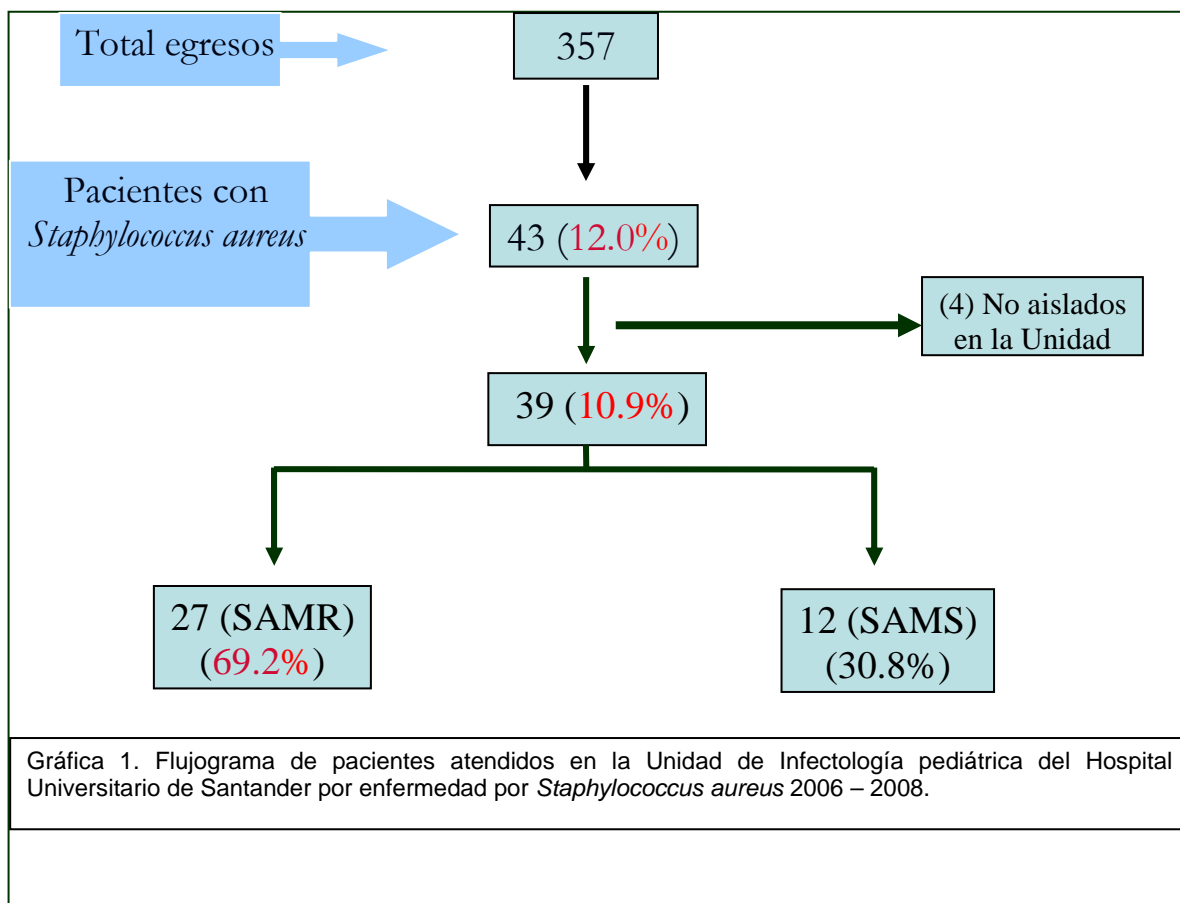 Total egresos
357
Pacientes con
Staphylococcus aureus
43 (12.0%)
(4) No aislados
en la Unidad
39 (10.9%)
27 (SAMR)
(69.2%)
12 (SAMS)
(30.8%)
Gráfica 1. Flujograma de pacientes atendidos en la Unidad de Infectología pediátrica del Hospital
Universitario de Santander por enfermedad por Staphylococcus aureus 2006 – 2008.